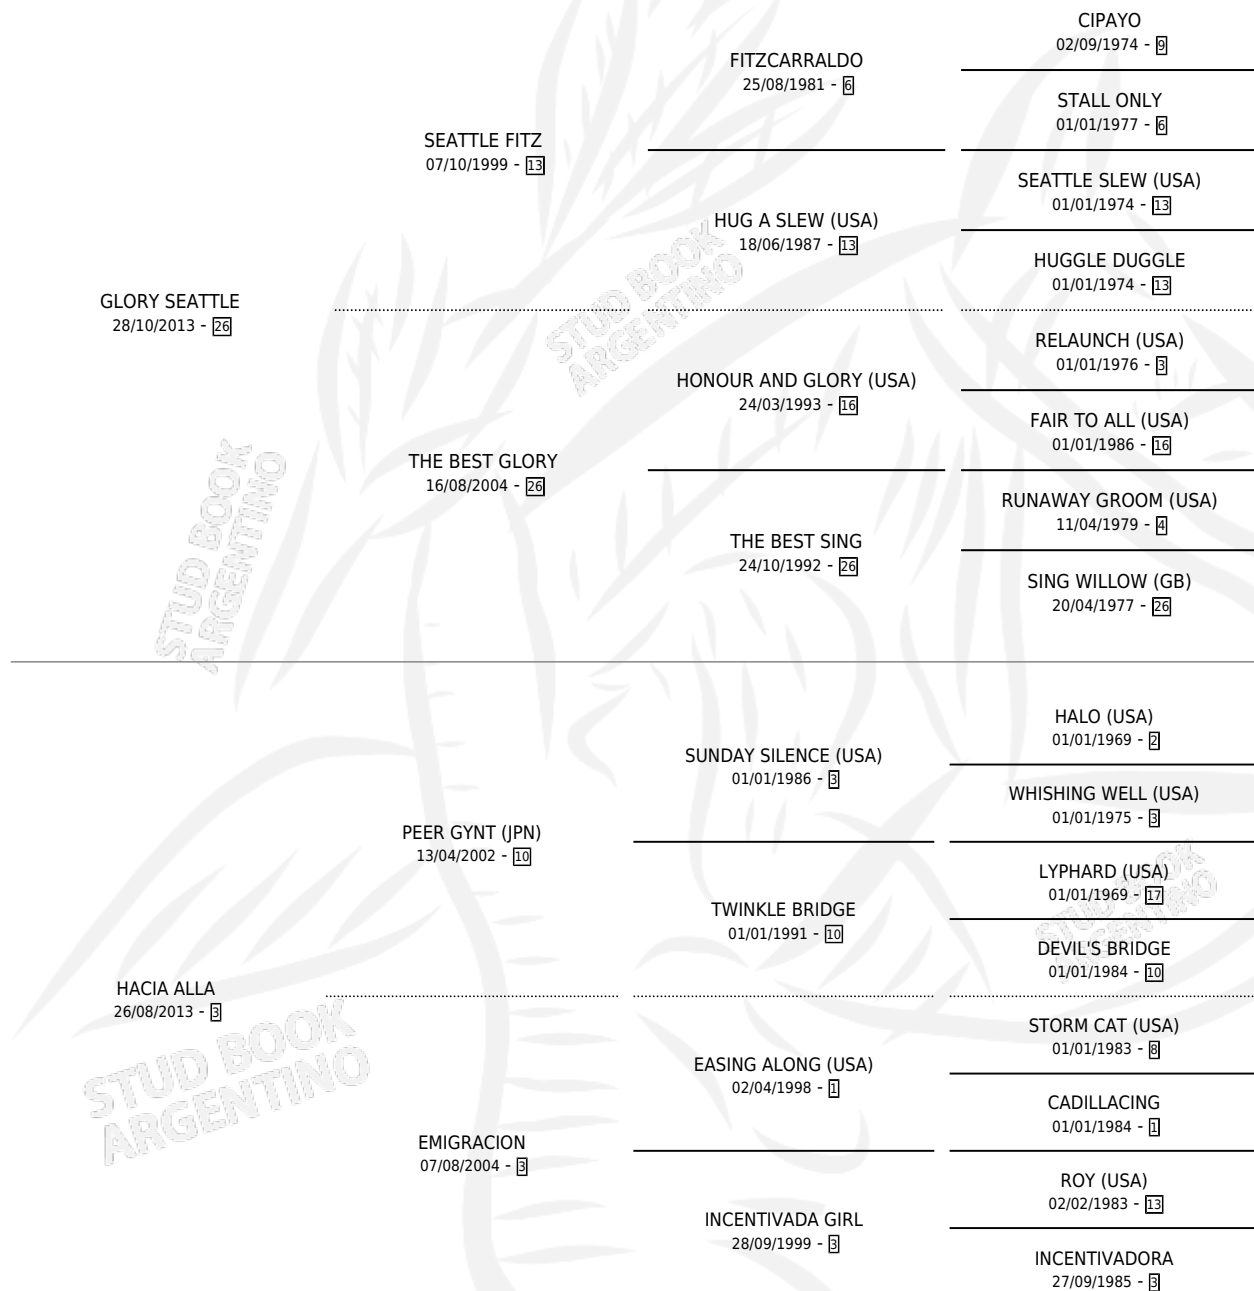 CIPAYO
02/09/1974 - 9
FITZCARRALDO
25/08/1981 - 6
STALL ONLY
01/01/1977 - 6
SEATTLE FITZ
07/10/1999 - 13
SEATTLE SLEW (USA)
01/01/1974 - 13
HUG A SLEW (USA)
18/06/1987 - 13
HUGGLE DUGGLE
01/01/1974 - 13
GLORY SEATTLE
28/10/2013 - 26
RELAUNCH (USA)
01/01/1976 - 3
HONOUR AND GLORY (USA)
24/03/1993 - 16
FAIR TO ALL (USA)
01/01/1986 - 16
THE BEST GLORY
16/08/2004 - 26
RUNAWAY GROOM (USA)
11/04/1979 - 4
THE BEST SING
24/10/1992 - 26
SING WILLOW (GB)
20/04/1977 - 26
STUD BOOK
ARGENTINO
STUD BOOK
ARGENTINO
HALO (USA)
01/01/1969 - 2
SUNDAY SILENCE (USA)
01/01/1986 - 3
WHISHING WELL (USA)
01/01/1975 - 3
PEER GYNT (JPN)
13/04/2002 - 10
LYPHARD (USA)
01/01/1969 - 17
TWINKLE BRIDGE
01/01/1991 - 10
DEVIL'S BRIDGE
01/01/1984 - 10
STUD BOOK
ARGENTINO
HACIA ALLA
26/08/2013 - 3
STORM CAT (USA)
01/01/1983 - 8
EASING ALONG (USA)
02/04/1998 - 1
CADILLACING
01/01/1984 - 1
STUD BOOK
ARGENTINO
EMIGRACION
07/08/2004 - 3
ROY (USA)
02/02/1983 - 13
INCENTIVADA GIRL
28/09/1999 - 3
INCENTIVADORA
27/09/1985 - 3